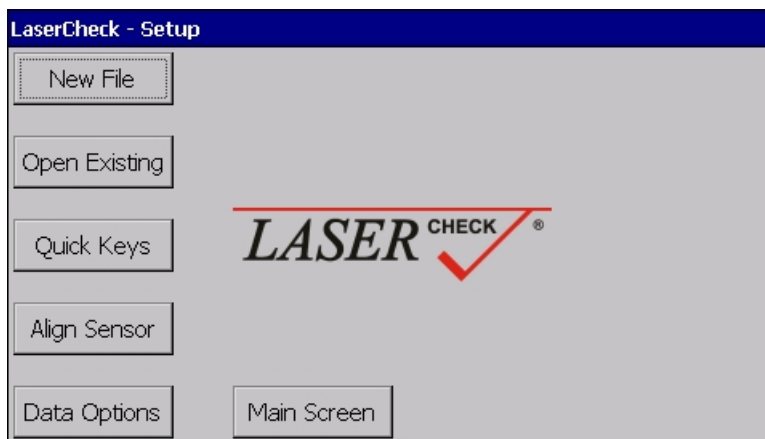 LaserCheck - Setup
New File
Open Existing
Quick Keys
LASER CHECK ®
Align Sensor
Data Options
Main Screen